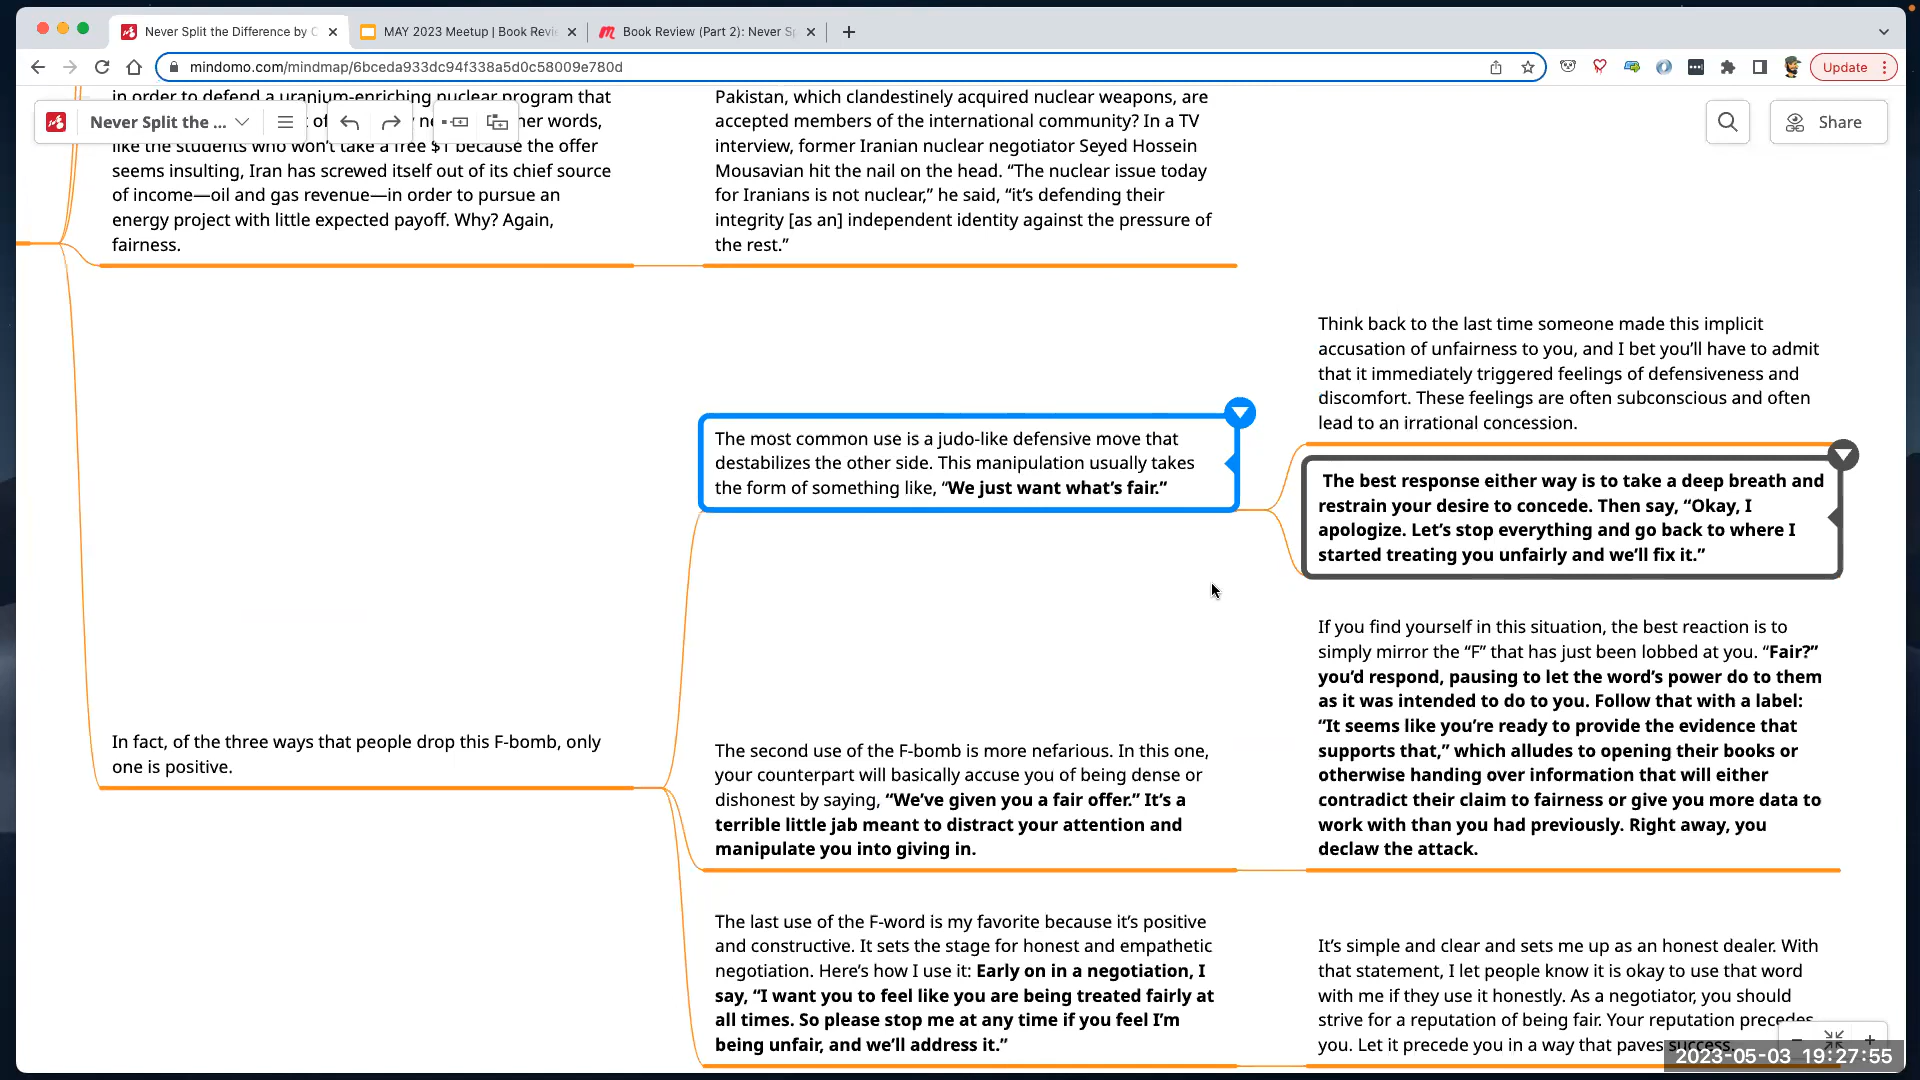 Never Split the Difference by C
MAY 2023 Meetup | Book Revi
Book Review (Part 2): Never Sp
mindomo.com/mindmap/6bceda933dc94f338a5d0c58009e780d
Update
Never Split the ...
Share
in order to defend a uranium-enriching nuclear program that
of
her words,
like the students who won't take a free $1 because the offer
seems insulting, Iran has screwed itself out of its chief source
of income—oil and gas revenue—in order to pursue an
energy project with little expected payoff. Why? Again,
fairness.
Pakistan, which clandestinely acquired nuclear weapons, are
accepted members of the international community? In a TV
interview, former Iranian nuclear negotiator Seyed Hossein
Mousavian hit the nail on the head. “The nuclear issue today
for Iranians is not nuclear,” he said, “it’s defending their
integrity [as an] independent identity against the pressure of
the rest.”
Think back to the last time someone made this implicit
accusation of unfairness to you, and I bet you’ll have to admit
that it immediately triggered feelings of defensiveness and
discomfort. These feelings are often subconscious and often
lead to an irrational concession.
The most common use is a judo-like defensive move that
destabilizes the other side. This manipulation usually takes
the form of something like, “We just want what’s fair.”
The best response either way is to take a deep breath and
restrain your desire to concede. Then say, “Okay, I
apologize. Let’s stop everything and go back to where I
started treating you unfairly and we’ll fix it.”
In fact, of the three ways that people drop this F-bomb, only
one is positive.
The second use of the F-bomb is more nefarious. In this one,
your counterpart will basically accuse you of being dense or
dishonest by saying, “We’ve given you a fair offer.” It’s a
terrible little jab meant to distract your attention and
manipulate you into giving in.
If you find yourself in this situation, the best reaction is to
simply mirror the “F” that has just been lobbed at you. “Fair?”
you’d respond, pausing to let the word’s power do to them
as it was intended to do to you. Follow that with a label:
“It seems like you’re ready to provide the evidence that
supports that,” which alludes to opening their books or
otherwise handing over information that will either
contradict their claim to fairness or give you more data to
work with than you had previously. Right away, you
declaw the attack.
The last use of the F-word is my favorite because it’s positive
and constructive. It sets the stage for honest and empathetic
negotiation. Here’s how I use it: Early on in a negotiation, I
say, “I want you to feel like you are being treated fairly at
all times. So please stop me at any time if you feel I’m
being unfair, and we’ll address it.”
It’s simple and clear and sets me up as an honest dealer. With
that statement, I let people know it is okay to use that word
with me if they use it honestly. As a negotiator, you should
strive for a reputation of being fair. Your reputation precedes
you. Let it precede you in a way that paves success.
2023-05-03 19:27:55